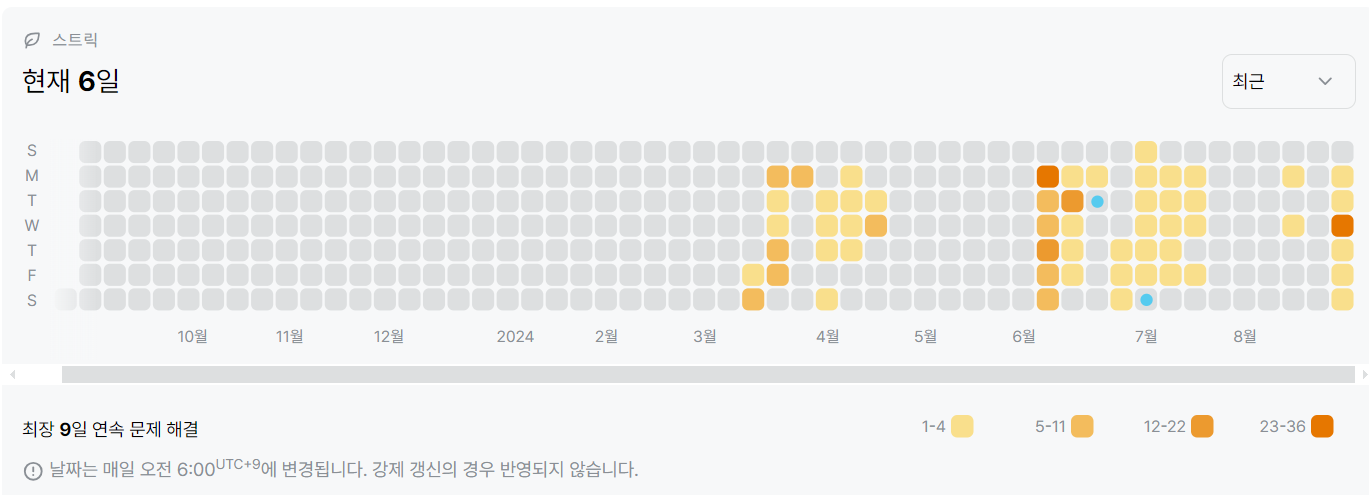 스트릭
현재 6일
최근
S
M
T
W
T
F
S
10월 11월 12월 2024 2월 3월 4월 5월 6월 7월 8월
최장 9일 연속 문제 해결
1-4 5-11 12-22 23-36
날짜는 매일 오전 6:00UTC+9에 변경됩니다. 강제 갱신의 경우 반영되지 않습니다.